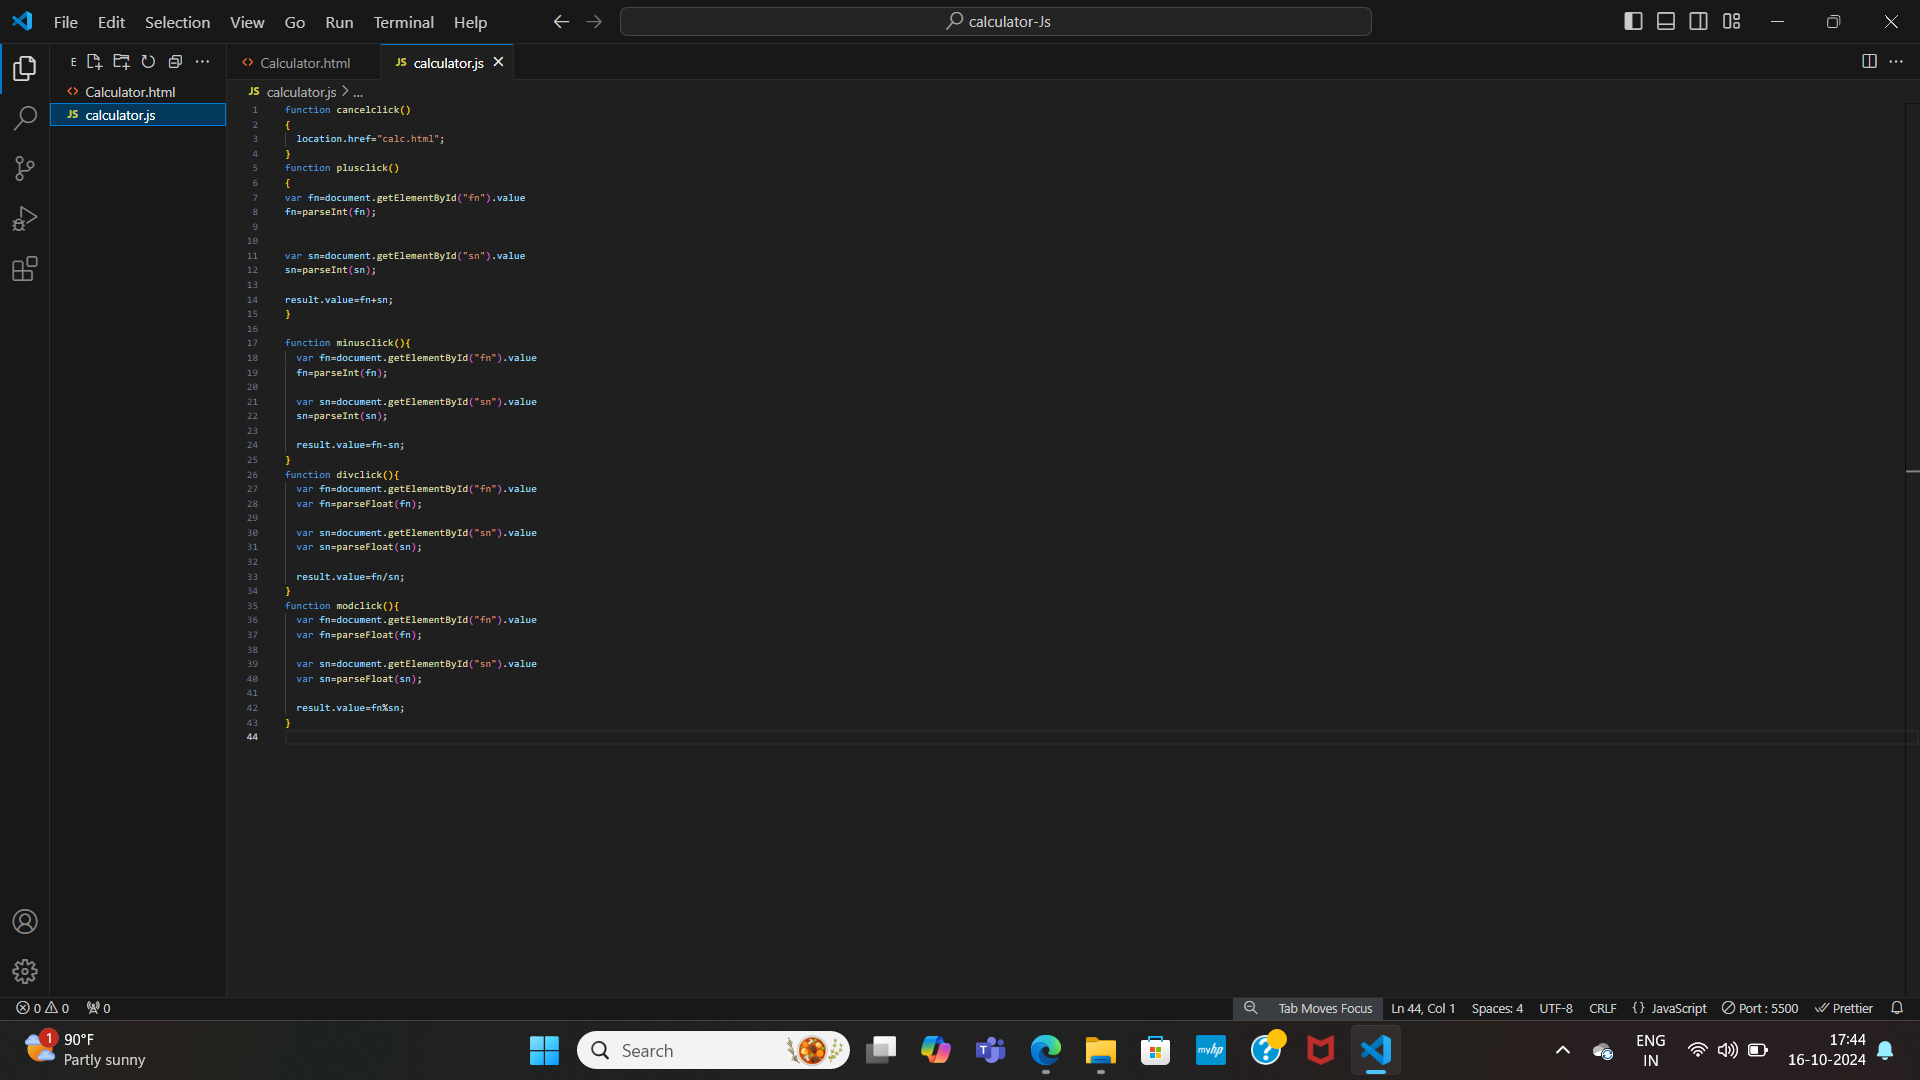 File Edit Selection View Go Run Terminal Help
calculator-Js
E
Calculator.html
calculator.js
Calculator.html
calculator.js
JS calculator.js > ...
1 function cancelclick()
2 {
3 location.href="calc.html";
4 }
5 function plusclick()
6 {
7 var fn=document.getElementById("fn").value
8 fn=parseInt(fn);
9
10
11 var sn=document.getElementById("sn").value
12 sn=parseInt(sn);
13
14 result.value=fn+sn;
15 }
16
17 function minusclick(){
18 var fn=document.getElementById("fn").value
19 fn=parseInt(fn);
20
21 var sn=document.getElementById("sn").value
22 sn=parseInt(sn);
23
24 result.value=fn-sn;
25 }
26 function divclick(){
27 var fn=document.getElementById("fn").value
28 var fn=parseFloat(fn);
29
30 var sn=document.getElementById("sn").value
31 var sn=parseFloat(sn);
32
33 result.value=fn/sn;
34 }
35 function modclick(){
36 var fn=document.getElementById("fn").value
37 var fn=parseFloat(fn);
38
39 var sn=document.getElementById("sn").value
40 var sn=parseFloat(sn);
41
42 result.value=fn%sn;
43 }
44
0 0 0 Tab Moves Focus Ln 44, Col 1 Spaces: 4 UTF-8 CRLF {} JavaScript Port : 5500 Prettier
1 90°F
Partly sunny
Search
myhp
ENG
IN
17:44
16-10-2024